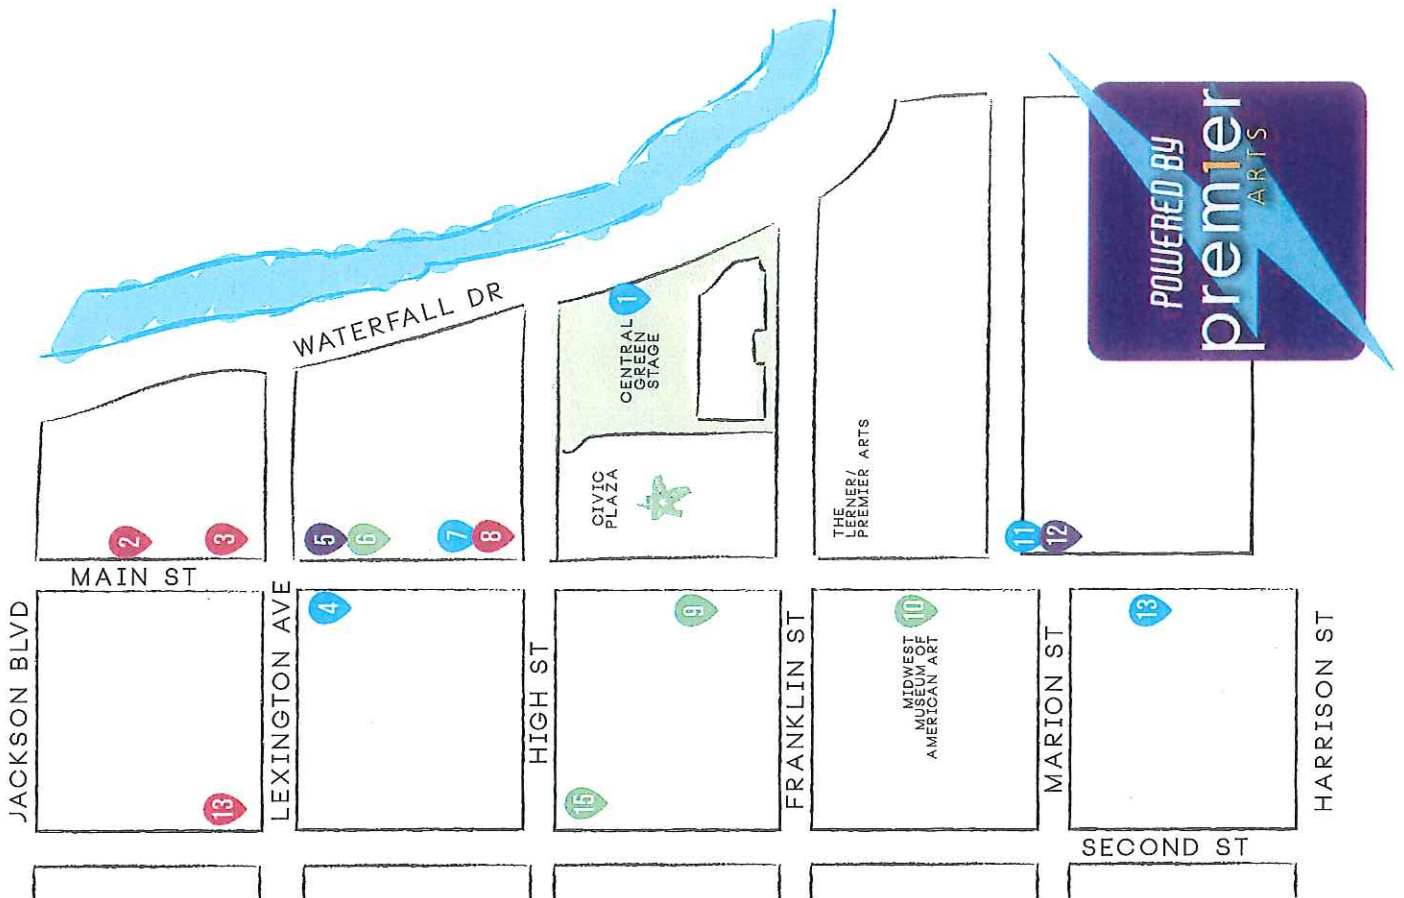 POWERED BY
prem1er
ARTS
WATERFALL DR
1
CENTRAL
GREEN
STAGE
CIVIC
PLAZA
THE
LERNER/
PREMIER ARTS
2
3
5
6
7
8
11
12
MAIN ST
4
9
10
13
MIDWEST
MUSEUM OF
AMERICAN ART
JACKSON BLVD
LEXINGTON AVE
HIGH ST
FRANKLIN ST
MARION ST
HARRISON ST
13
15
SECOND ST